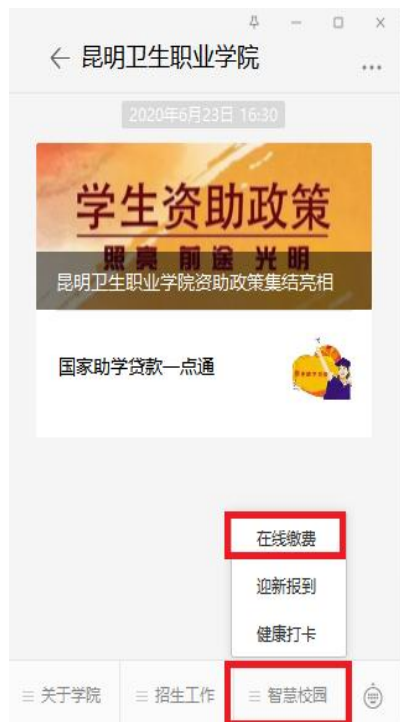 昆明卫生职业学院
2020年6月23日 16:30
学生资助政策
照亮 前途 光明
昆明卫生职业学院资助政策集结亮相
国家助学贷款一点通
在线缴费
迎新报到
健康打卡
关于学院
招生工作
智慧校园